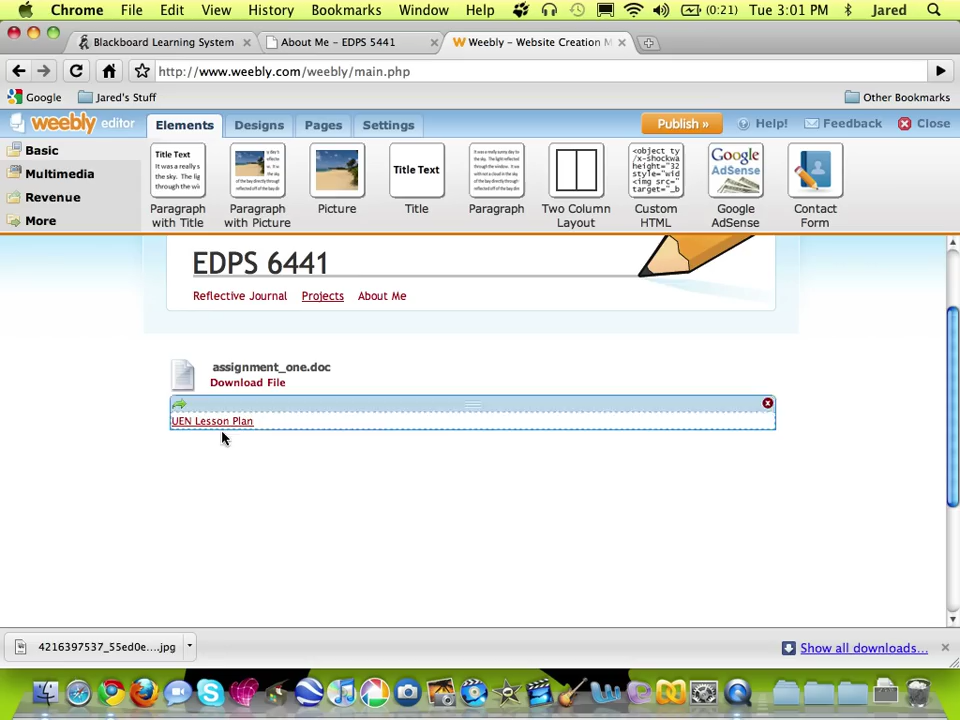 Chrome File Edit View History Bookmarks Window Help (0:21) Tue 3:01 PM Jared
Blackboard Learning System About Me – EDPS 5441 Weebly – Website Creation M
http://www.weebly.com/weebly/main.php
Google Jared's Stuff Other Bookmarks
weebly editor Elements Designs Pages Settings Publish » Help! Feedback Close
Basic
Multimedia
Revenue
More
Paragraph with Title
Paragraph with Picture
Picture
Title Text
Title
Paragraph
Two Column Layout
Custom HTML
Google AdSense
Google AdSense
Contact Form
EDPS 6441
Reflective Journal Projects About Me
assignment_one.doc
Download File
UEN Lesson Plan
4216397537_55ed0e....jpg Show all downloads...